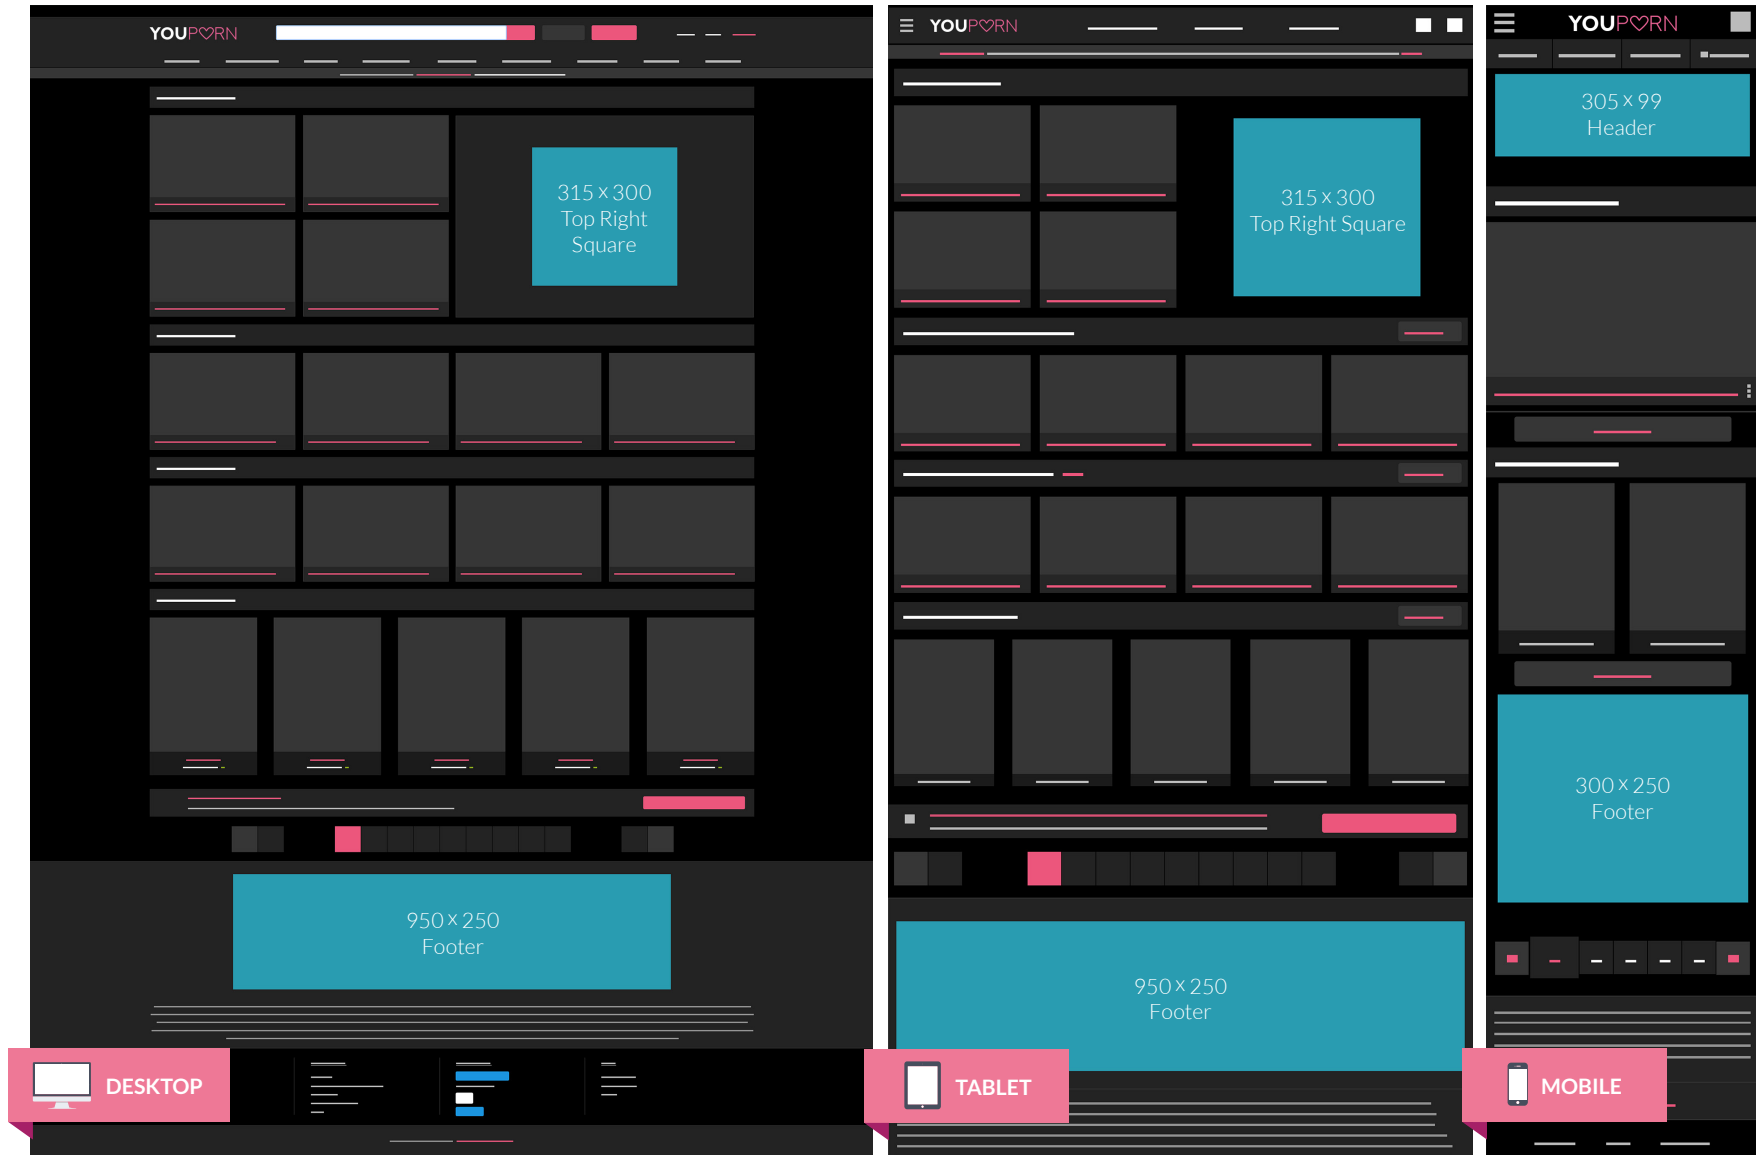 YOUPORN
315 x 300
Top Right
Square
950 x 250
Footer
DESKTOP
YOUPORN
315 x 300
Top Right Square
950 x 250
Footer
TABLET
YOUPORN
305 x 99
Header
300 x 250
Footer
MOBILE